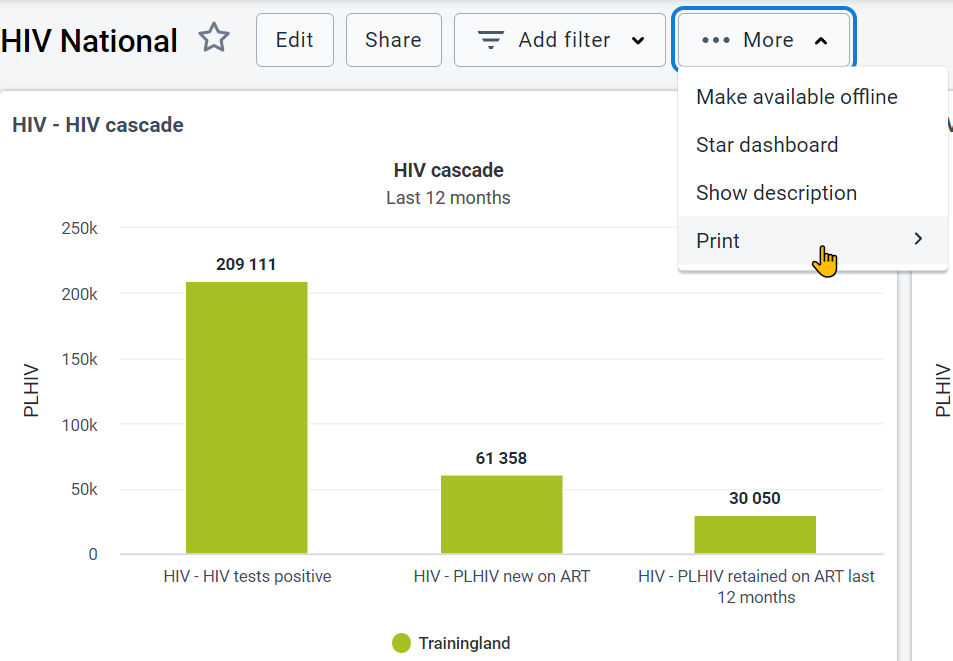 HIV National
Edit
Share
Add filter
More
Make available offline
Star dashboard
Show description
Print
HIV - HIV cascade
HIV cascade
Last 12 months
250k
200k
150k
100k
50k
0
PLHIV
209 111
61 358
30 050
HIV - HIV tests positive
HIV - PLHIV new on ART
HIV - PLHIV retained on ART last
12 months
Trainingland
PLHIV